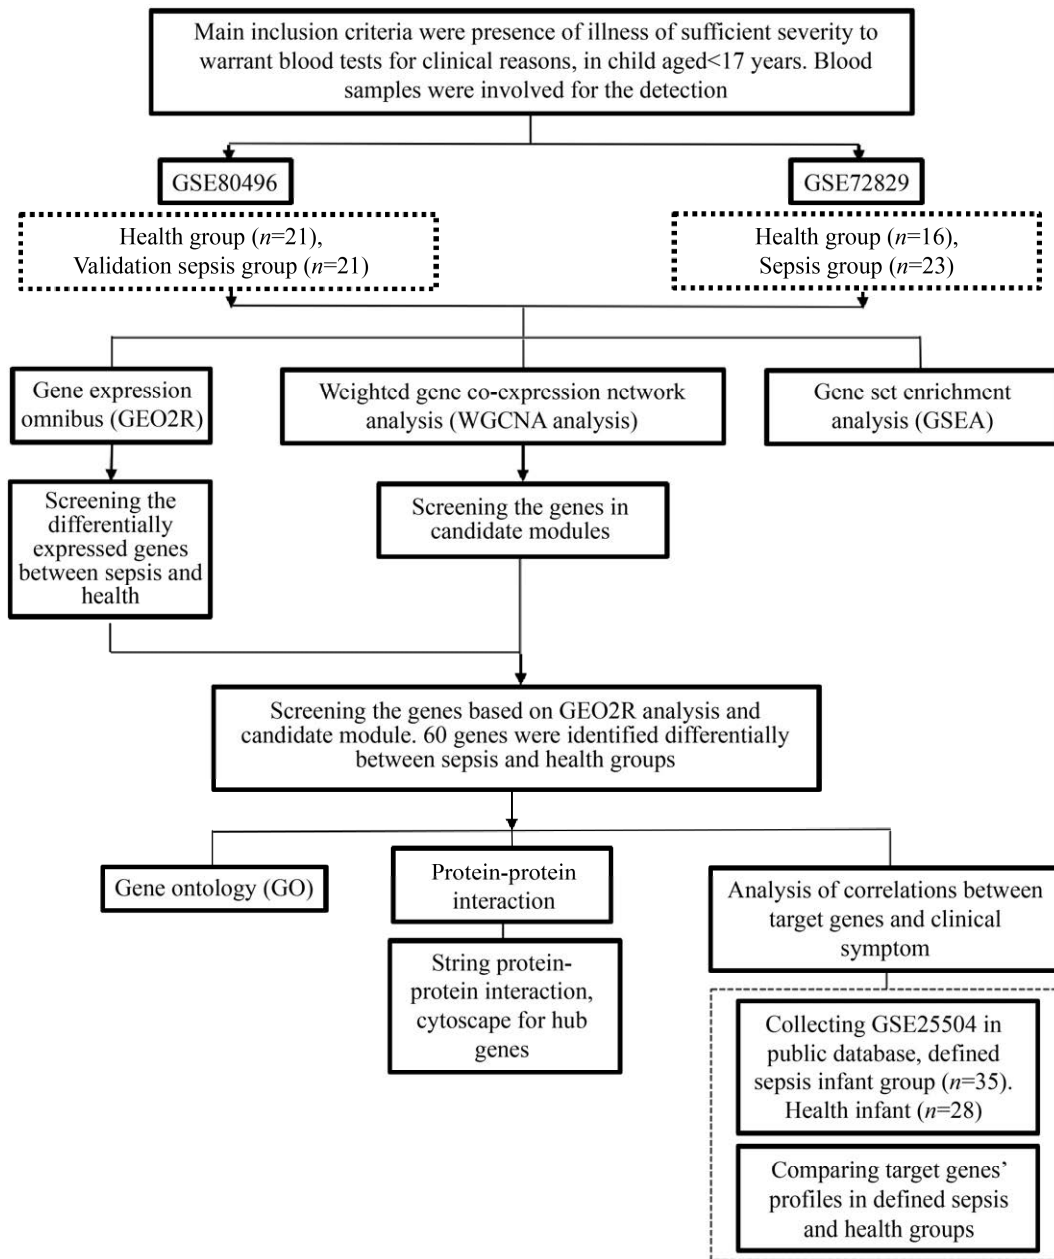 Main inclusion criteria were presence of illness of sufficient severity to
warrant blood tests for clinical reasons, in child aged<17 years. Blood
samples were involved for the detection
GSE80496
GSE72829
Health group (n=21),
Validation sepsis group (n=21)
Health group (n=16),
Sepsis group (n=23)
Gene expression
omnibus (GEO2R)
Weighted gene co-expression network
analysis (WGCNA analysis)
Gene set enrichment
analysis (GSEA)
Screening the
differentially
expressed genes
between sepsis and
health
Screening the genes in
candidate modules
Screening the genes based on GEO2R analysis and
candidate module. 60 genes were identified differentially
between sepsis and health groups
Gene ontology (GO)
Protein-protein
interaction
Analysis of correlations between
target genes and clinical
symptom
String protein-
protein interaction,
cytoscape for hub
genes
Collecting GSE25504 in
public database, defined
sepsis infant group (n=35).
Health infant (n=28)
Comparing target genes’
profiles in defined sepsis
and health groups